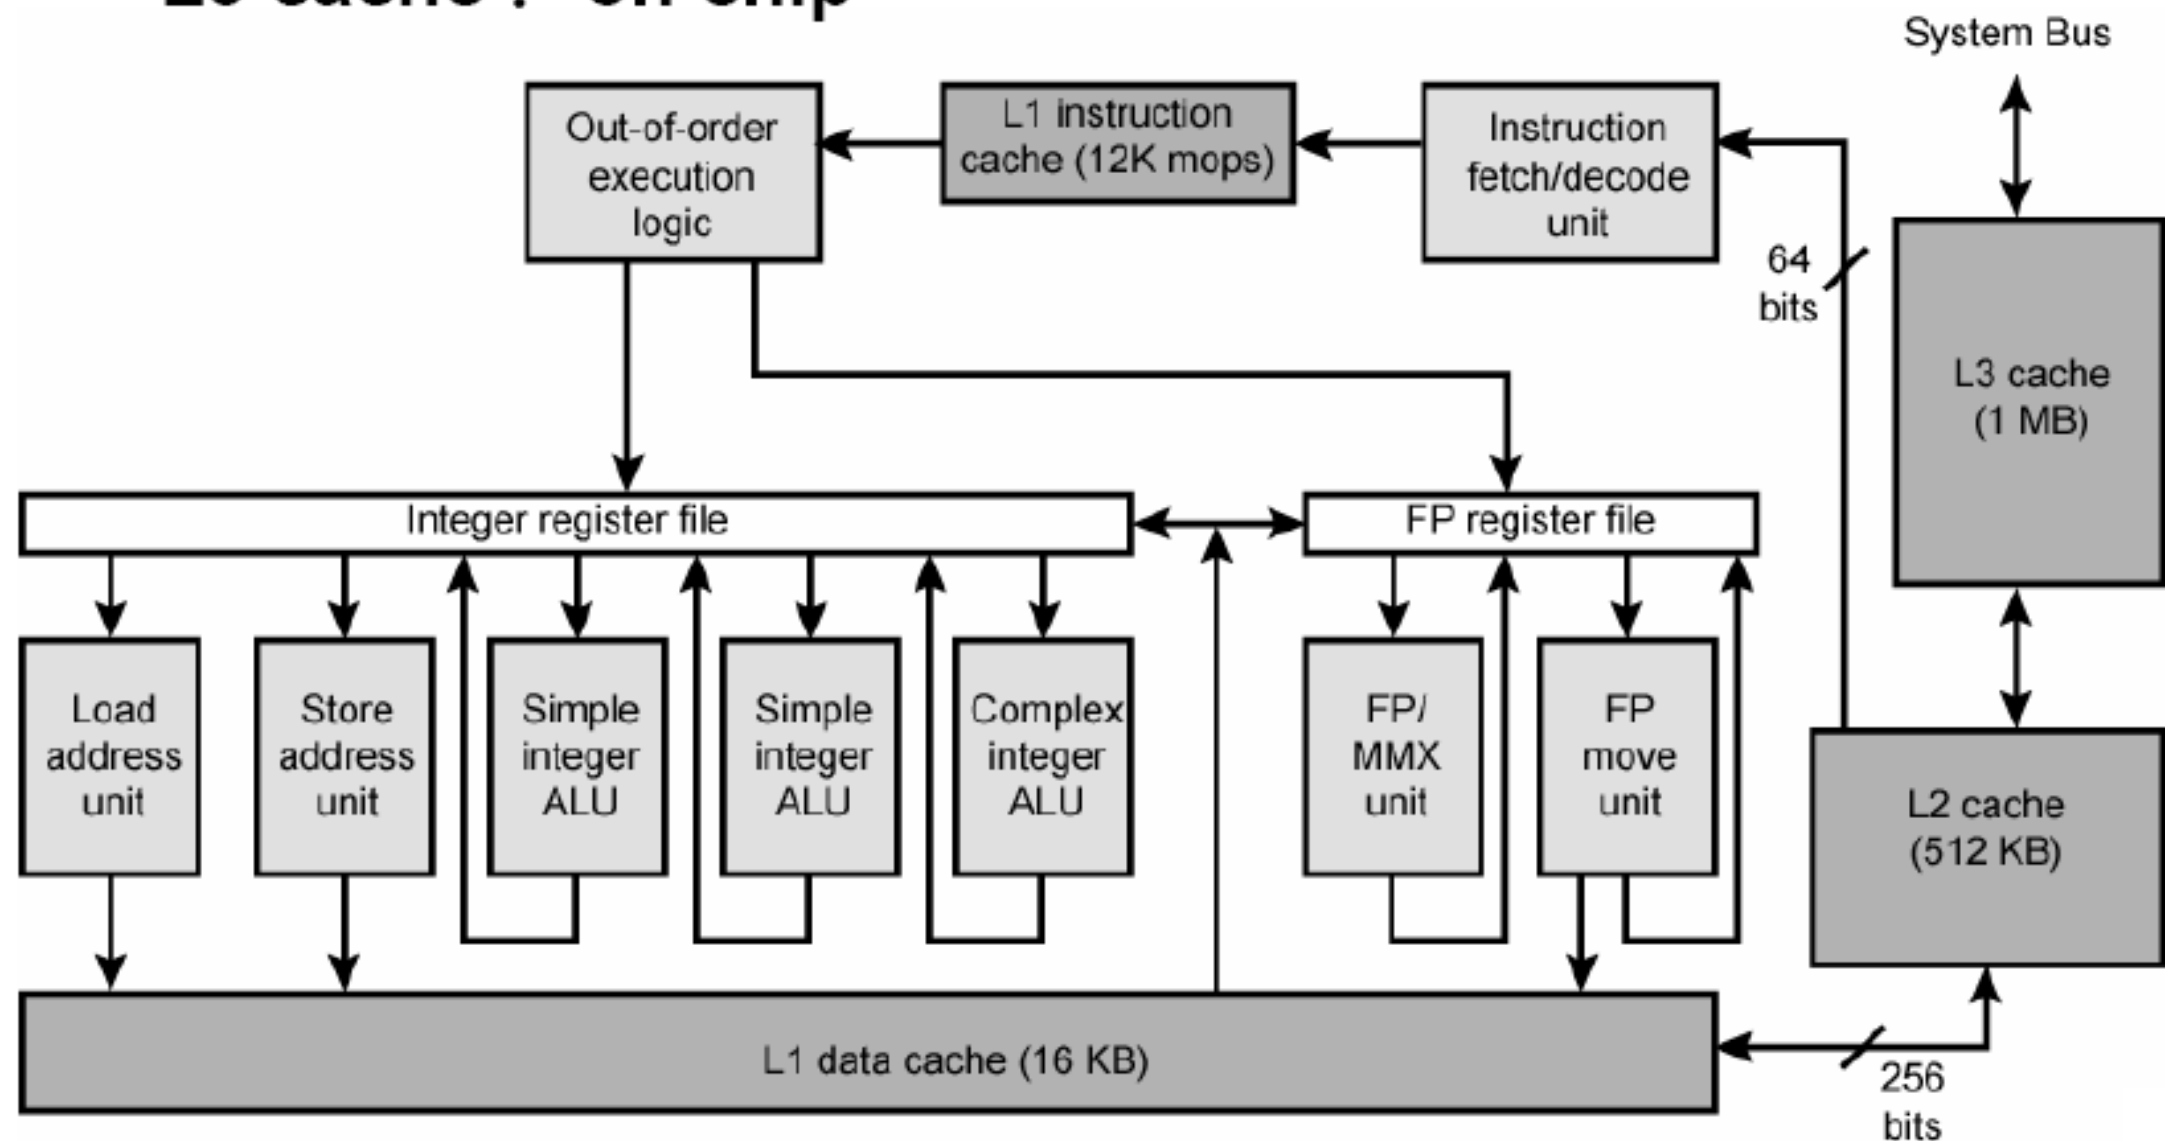 System Bus
Out-of-order
execution
logic
L1 instruction
cache (12K mops)
Instruction
fetch/decode
unit
64
bits
L3 cache
(1 MB)
Integer register file
FP register file
Load
address
unit
Store
address
unit
Simple
integer
ALU
Simple
integer
ALU
Complex
integer
ALU
FP/
MMX
unit
FP
move
unit
L2 cache
(512 KB)
L1 data cache (16 KB)
256
bits